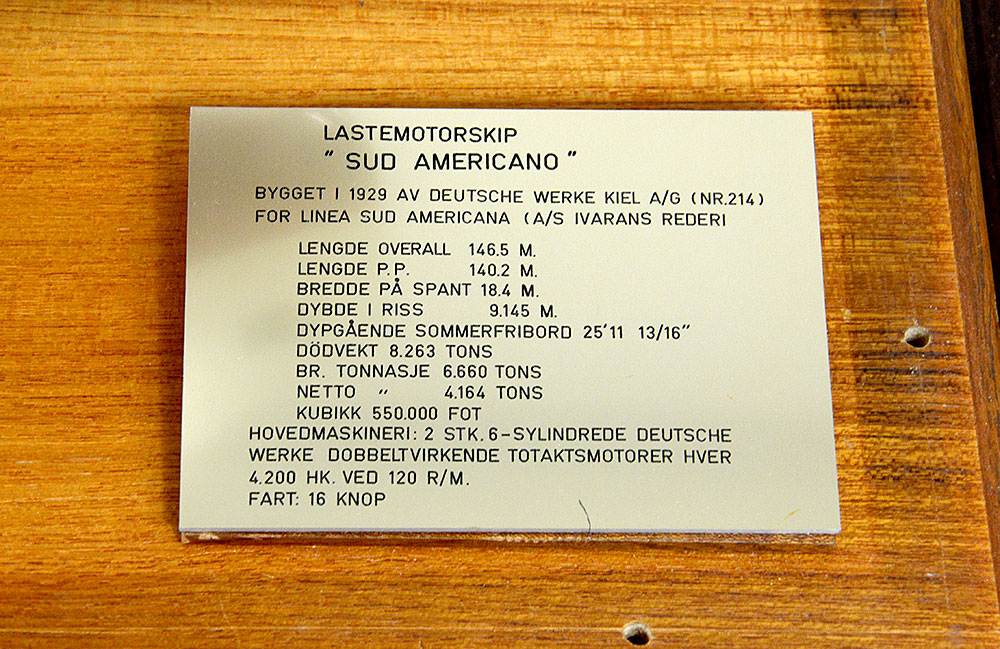 LASTEMOTORSKIP
" SUD AMERICANO "
BYGGET I 1929 AV DEUTSCHE WERKE KIEL A/G (NR.214)
FOR LINEA SUD AMERICANA (A/S IVARANS REDERI
LENGDE OVERALL 146.5 M.
LENGDE P.P. 140.2 M.
BREDDE PÅ SPANT 18.4 M.
DYBDE I RISS 9.145 M.
DYPGÅENDE SOMMERFRIBORD 25'11 13/16"
DÖDVEKT 8.263 TONS
BR. TONNASJE 6.660 TONS
NETTO " 4.164 TONS
KUBIKK 550.000 FOT
HOVEDMASKINERI: 2 STK. 6-SYLINDREDE DEUTSCHE
WERKE DOBBELTVIRKENDE TOTAKTSMOTORER HVER
4.200 HK. VED 120 R/M.
FART: 16 KNOP